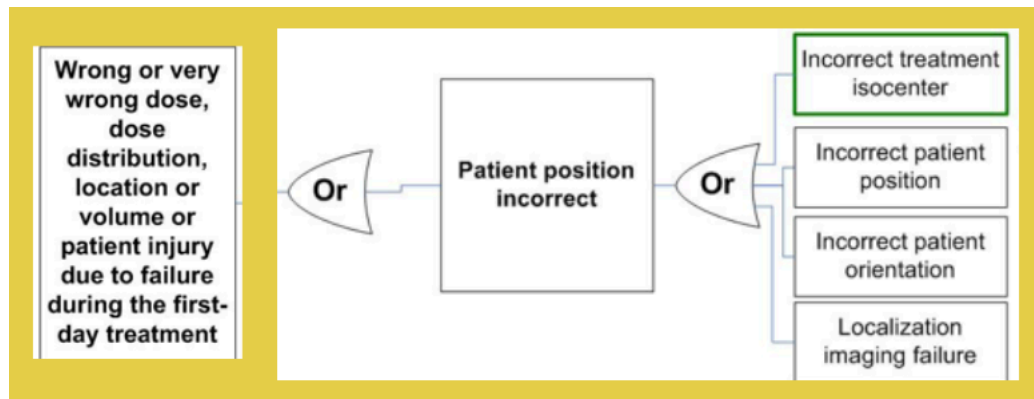 Wrong or very
wrong dose,
dose
distribution,
location or
volume or
patient injury
due to failure
during the first-
day treatment
Or
Patient position
incorrect
Or
Incorrect treatment
isocenter
Incorrect patient
position
Incorrect patient
orientation
Localization
imaging failure